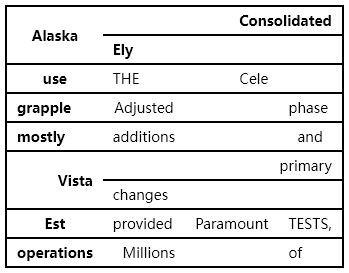 Consolidated
Alaska
Ely
use THE Cele
grapple Adjusted phase
mostly additions and
primary
Vista
changes
Est provided Paramount TESTS,
operations Millions of